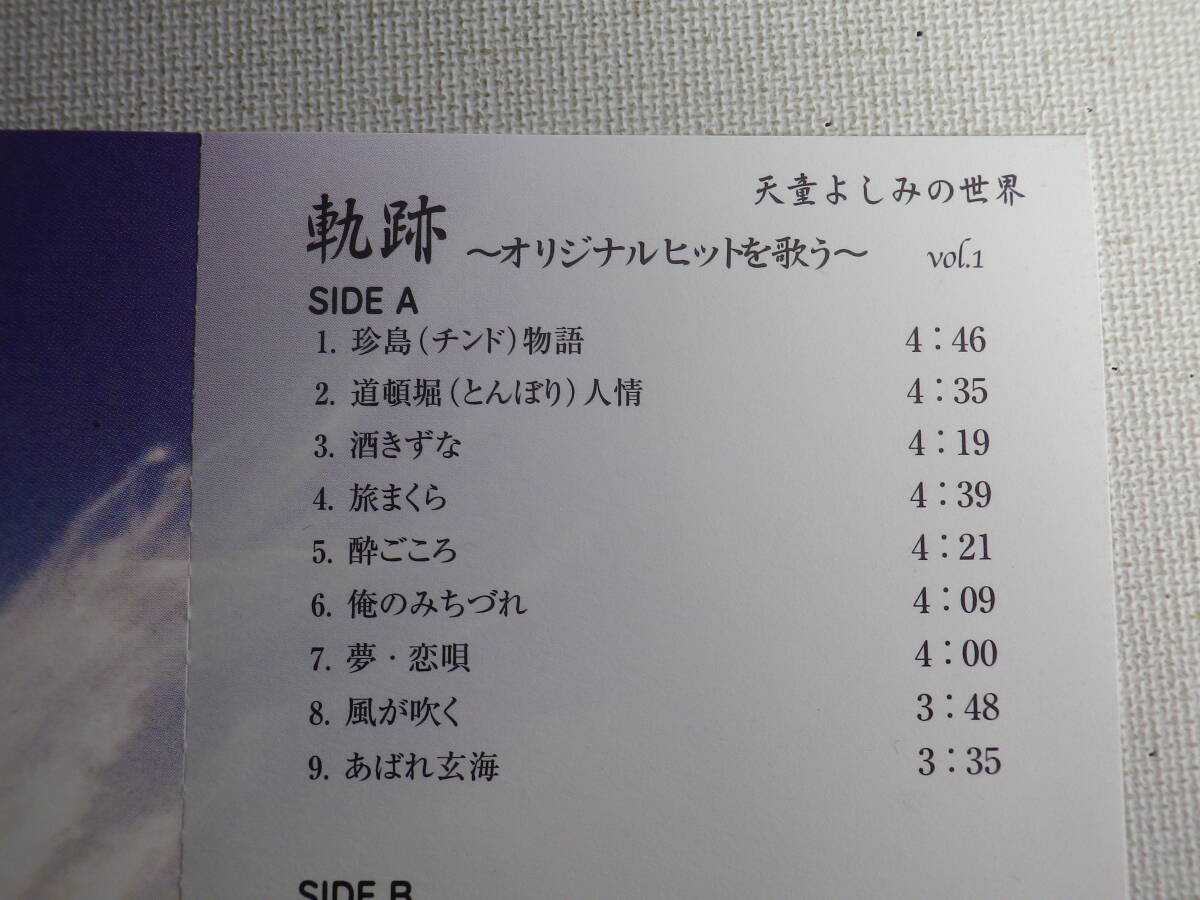 天童よしみの世界
軌跡 〜オリジナルヒットを歌う〜 vol.1
SIDE A
1. 珍島(チンド)物語 4:46
2. 道頓堀(とんぼり)人情 4:35
3. 酒きずな 4:19
4. 旅まくら 4:39
5. 酔ごころ 4:21
6. 俺のみちづれ 4:09
7. 夢・恋唄 4:00
8. 風が吹く 3:48
9. あばれ玄海 3:35
SIDE B